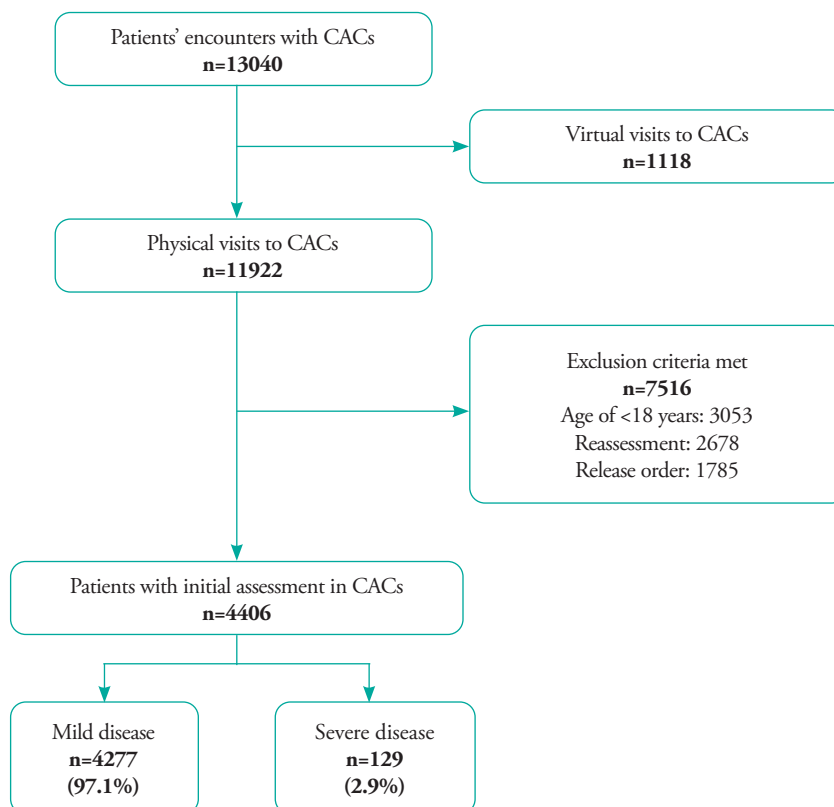 Patients’ encounters with CACs
n=13040
Virtual visits to CACs
n=1118
Physical visits to CACs
n=11922
Exclusion criteria met
n=7516
Age of <18 years: 3053
Reassessment: 2678
Release order: 1785
Patients with initial assessment in CACs
n=4406
Mild disease
n=4277
(97.1%)
Severe disease
n=129
(2.9%)